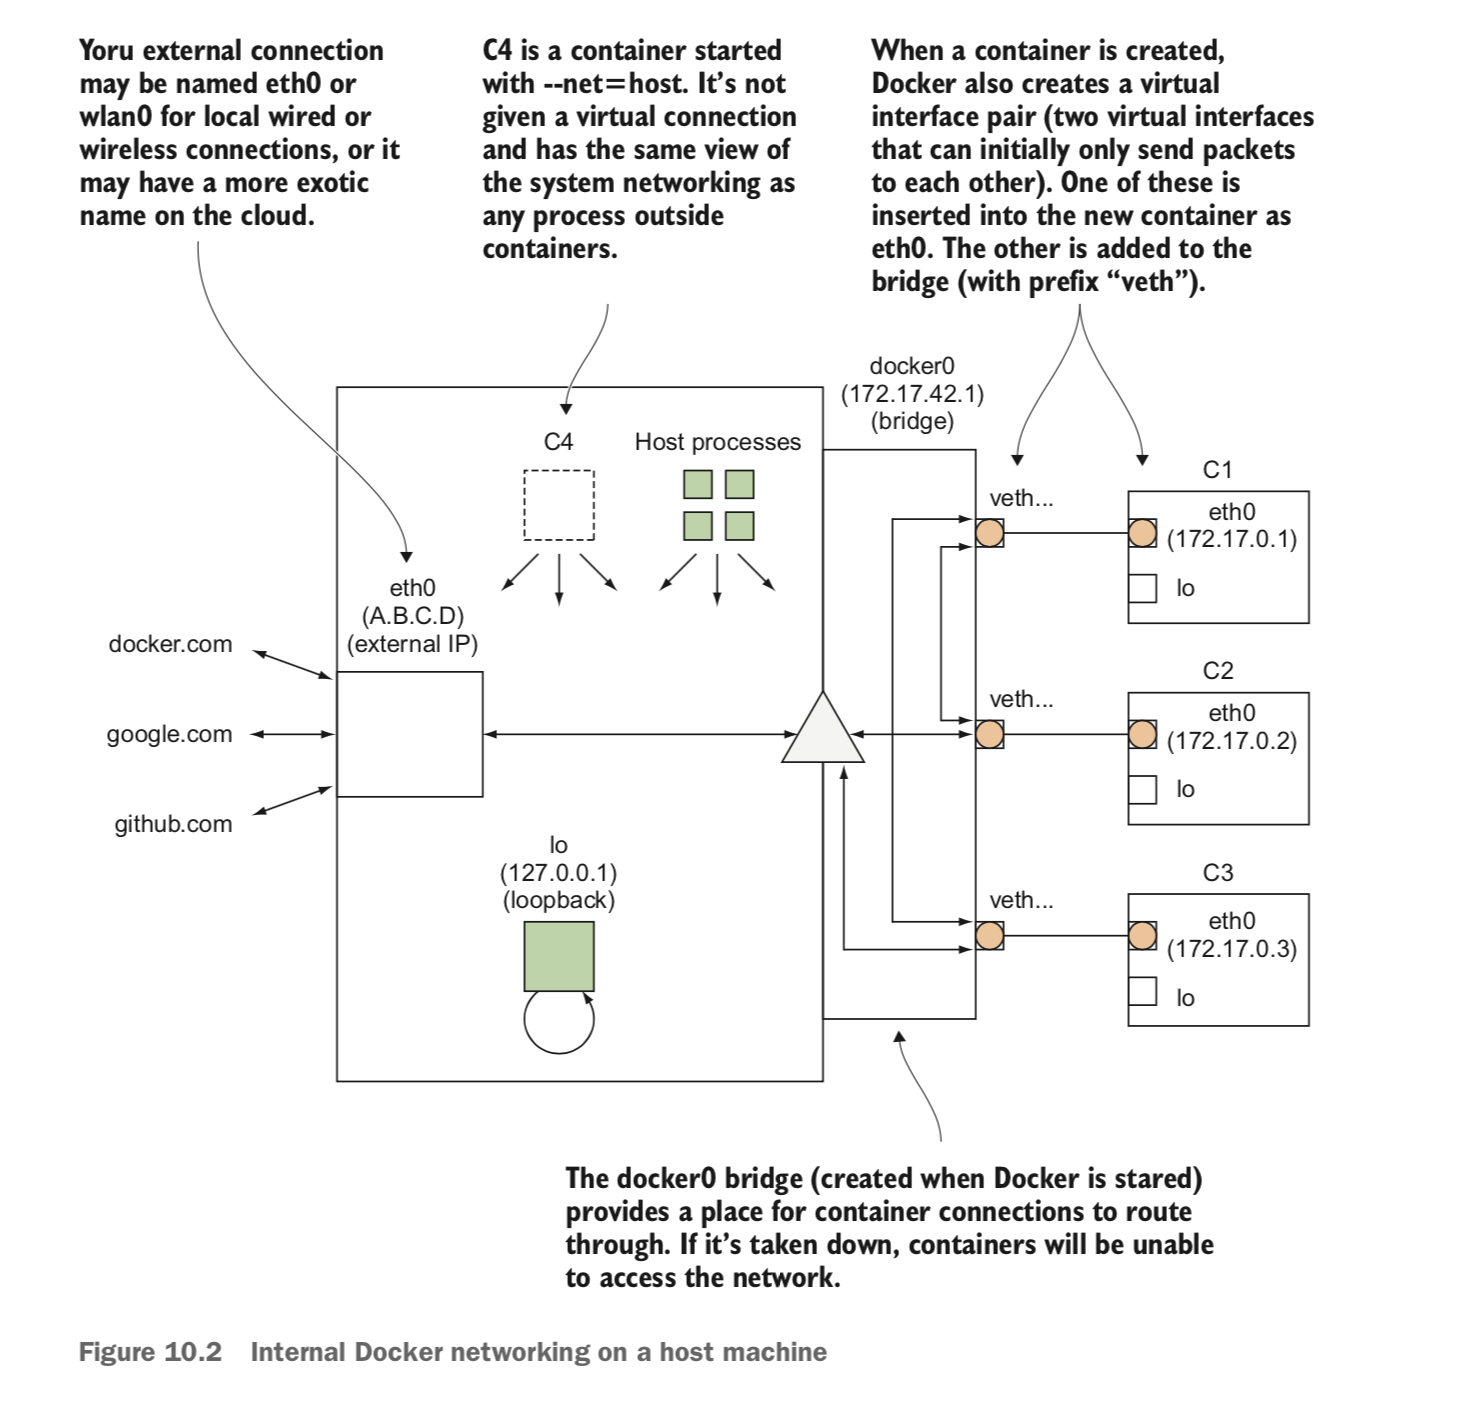 Yoru external connection
may be named eth0 or
wlan0 for local wired or
wireless connections, or it
may have a more exotic
name on the cloud.
C4 is a container started
with --net=host. It’s not
given a virtual connection
and has the same view of
the system networking as
any process outside
containers.
When a container is created,
Docker also creates a virtual
interface pair (two virtual interfaces
that can initially only send packets
to each other). One of these is
inserted into the new container as
eth0. The other is added to the
bridge (with prefix “veth”).
docker0
(172.17.42.1)
(bridge)
C4
Host processes
eth0
(A.B.C.D)
(external IP)
docker.com
google.com
github.com
lo
(127.0.0.1)
(loopback)
veth...
C1
eth0
(172.17.0.1)
lo
veth...
C2
eth0
(172.17.0.2)
lo
veth...
C3
eth0
(172.17.0.3)
lo
The docker0 bridge (created when Docker is stared)
provides a place for container connections to route
through. If it’s taken down, containers will be unable
to access the network.
Figure 10.2 Internal Docker networking on a host machine